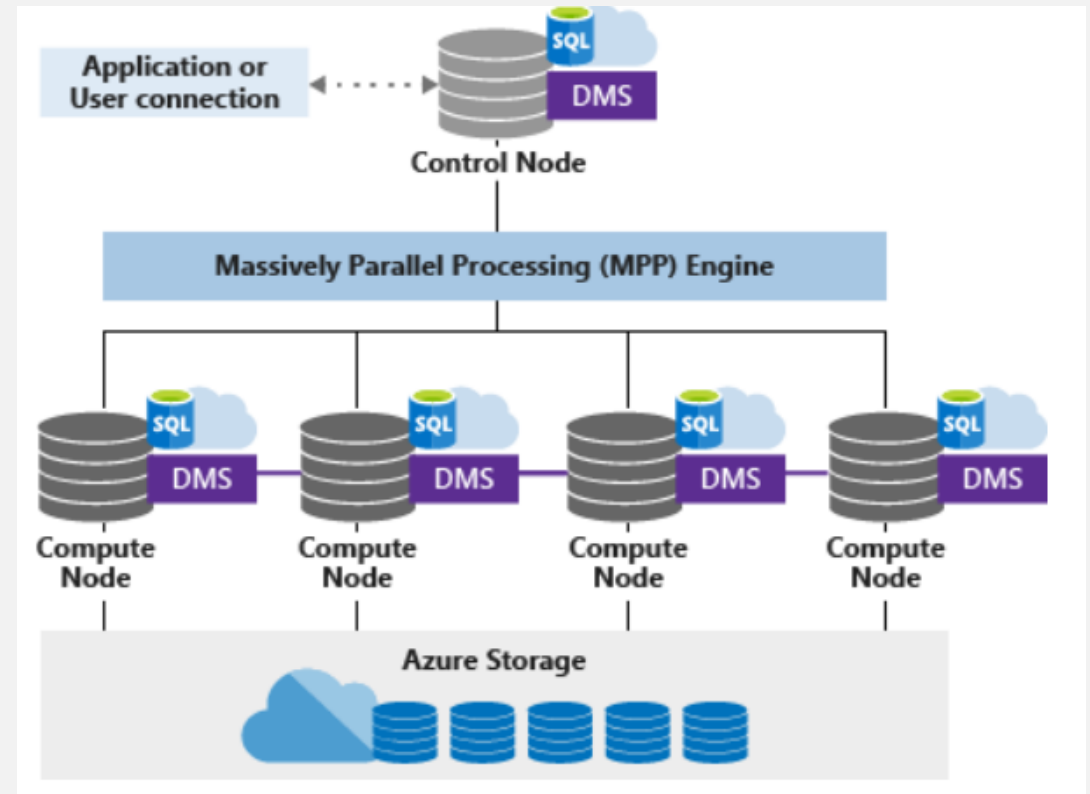 SQL
Application or
User connection
DMS
Control Node
Massively Parallel Processing (MPP) Engine
SQL
SQL
SQL
SQL
DMS
DMS
DMS
DMS
Compute
Node
Compute
Node
Compute
Node
Compute
Node
Azure Storage